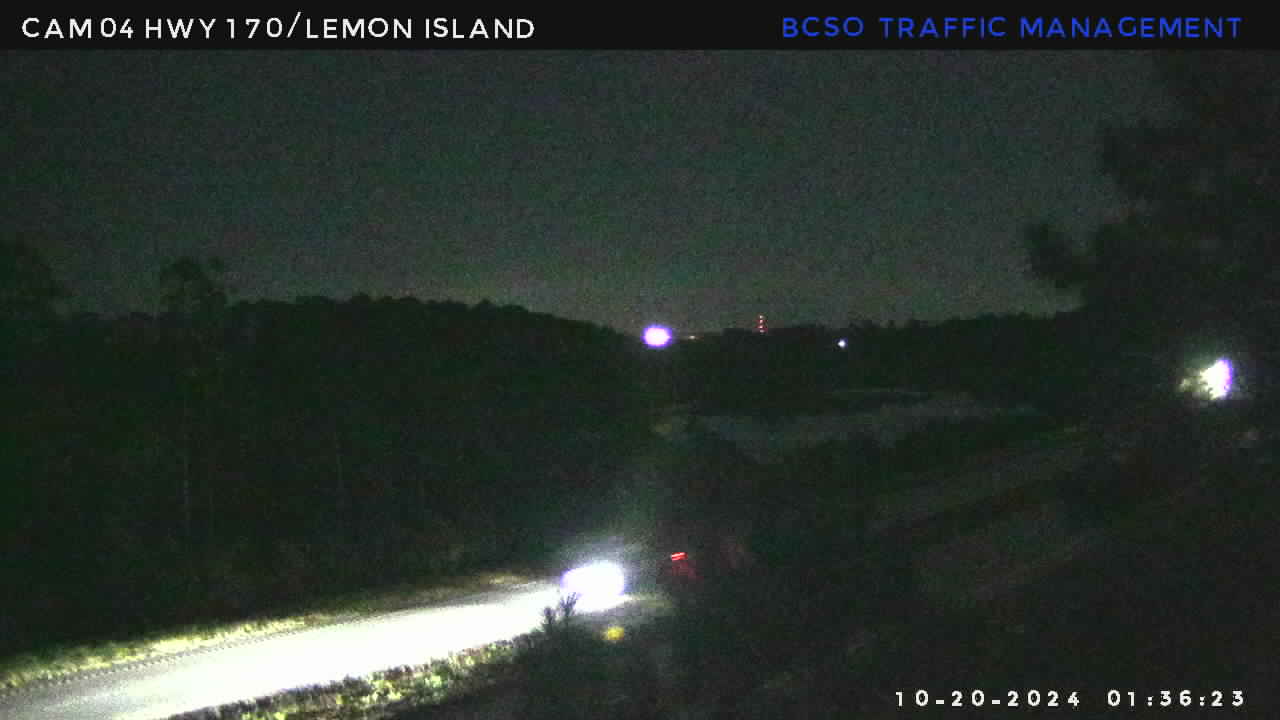 CAM04 HWY 170/LEMON ISLAND
BCSO TRAFFIC MANAGEMENT
10-20-2024 01:36:23